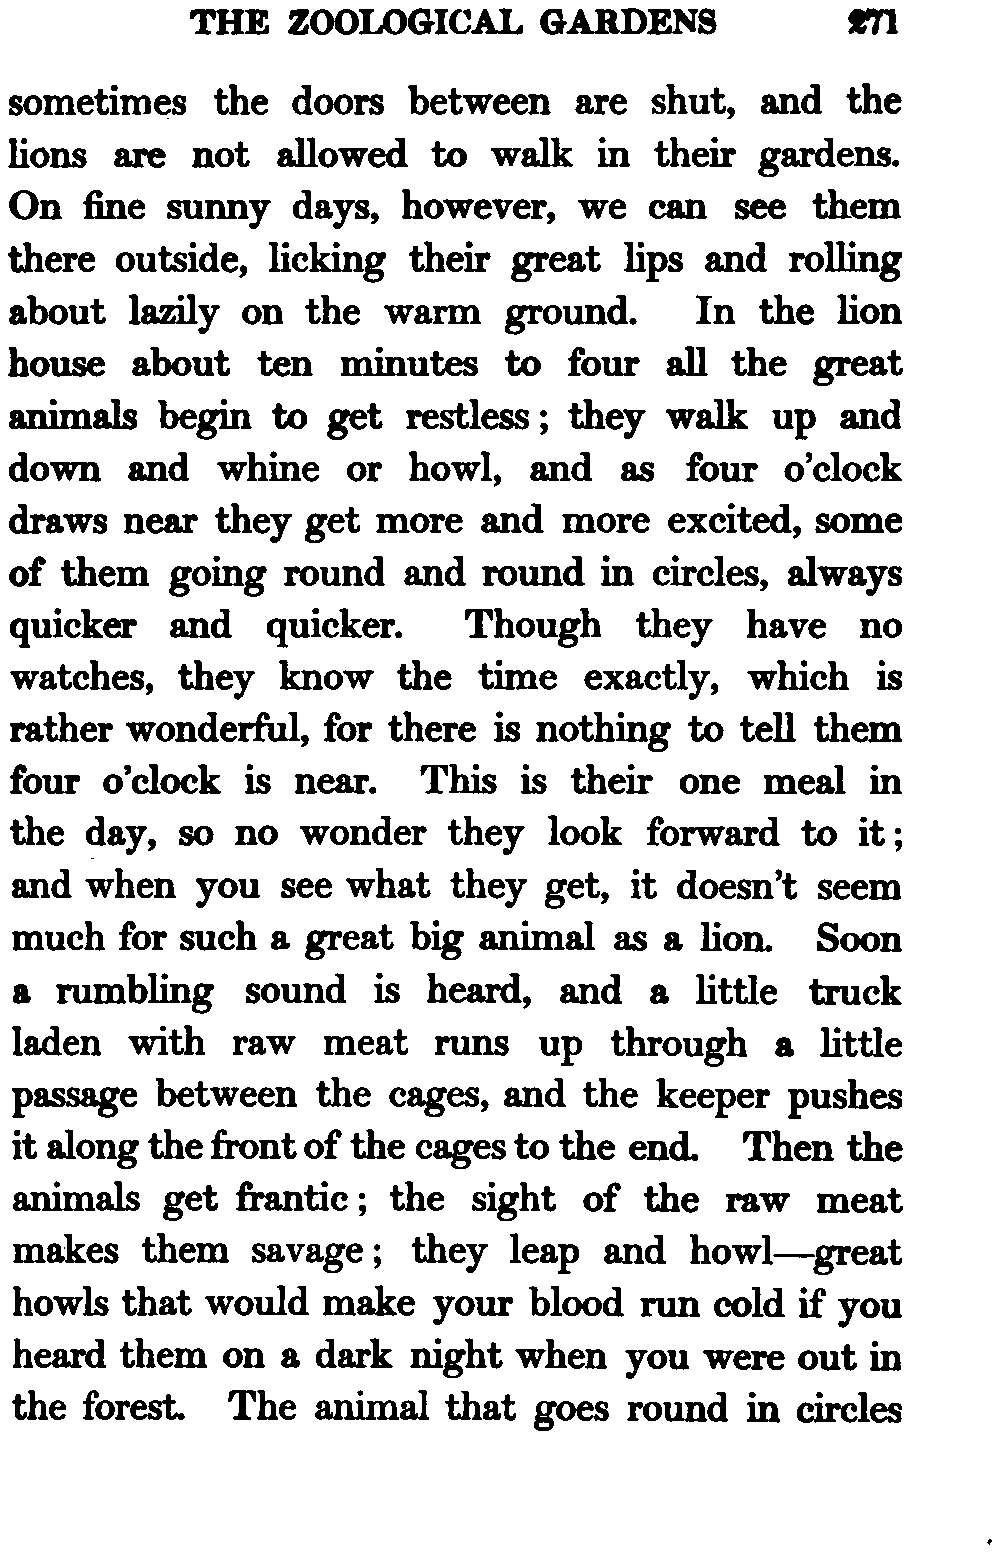 THE ZOOLOGICAL GARDENS 271
sometimes the doors between are shut, and the
lions are not allowed to walk in their gardens.
On fine sunny days, however, we can see them
there outside, licking their great lips and rolling
about lazily on the warm ground. In the lion
house about ten minutes to four all the great
animals begin to get restless; they walk up and
down and whine or howl, and as four o'clock
draws near they get more and more excited, some
of them going round and round in circles, always
quicker and quicker. Though they have no
watches, they know the time exactly, which is
rather wonderful, for there is nothing to tell them
four o'clock is near. This is their one meal in
the day, so no wonder they look forward to it;
and when you see what they get, it doesn't seem
much for such a great big animal as a lion. Soon
a rumbling sound is heard, and a little truck
laden with raw meat runs up through a little
passage between the cages, and the keeper pushes
it along the front of the cages to the end. Then the
animals get frantic; the sight of the raw meat
makes them savage; they leap and howl—great
howls that would make your blood run cold if you
heard them on a dark night when you were out in
the forest. The animal that goes round in circles